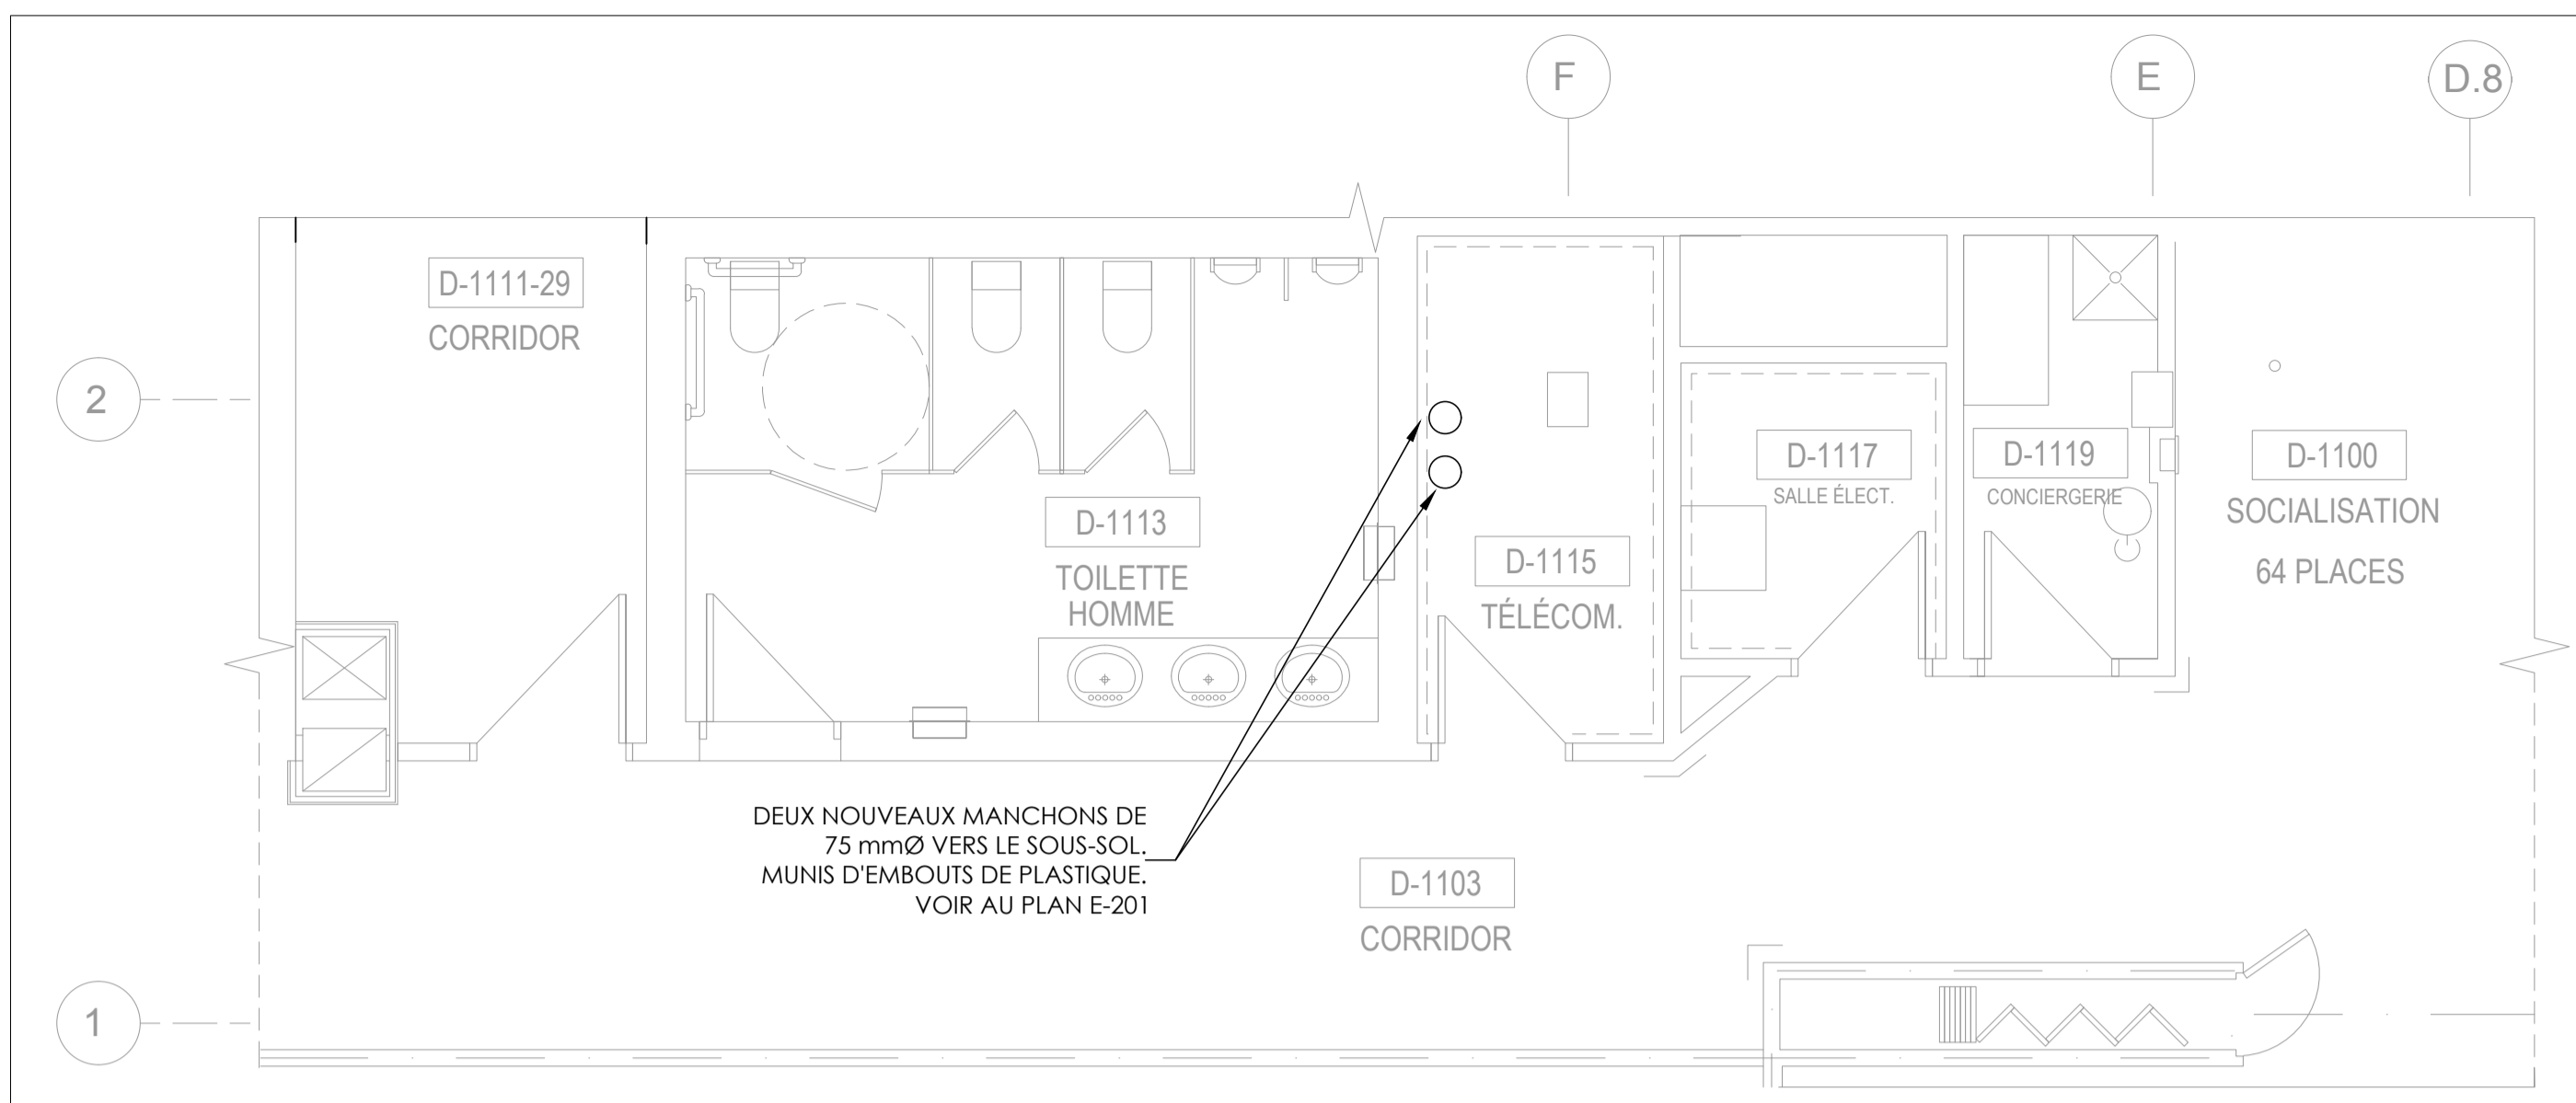 F
E
D.8
D-1111-29
CORRIDOR
2
D-1113
TOILETTE
HOMME
D-1115
TÉLÉCOM.
D-1117
SALLE ÉLECT.
D-1119
CONCIERGERIE
D-1100
SOCIALISATION
64 PLACES
DEUX NOUVEAUX MANCHONS DE
75 mmØ VERS LE SOUS-SOL.
MUNIS D'EMBOUTS DE PLASTIQUE.
VOIR AU PLAN E-201
D-1103
CORRIDOR
1